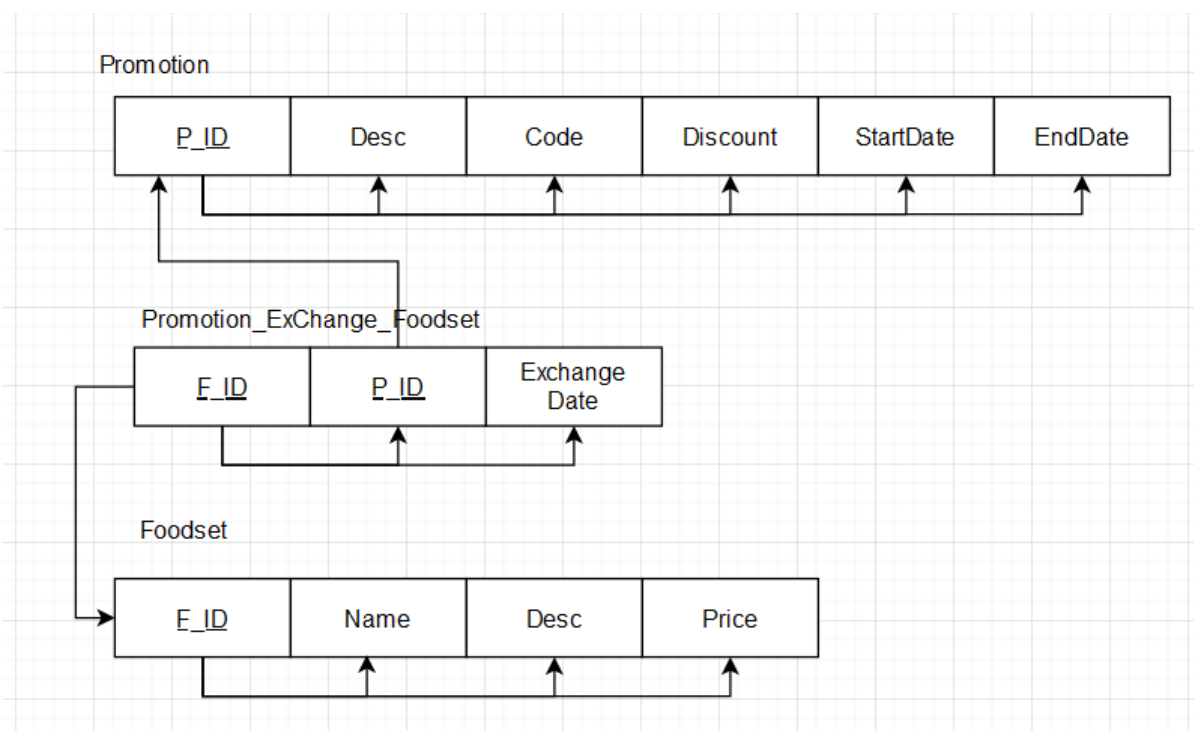 Promotion
P_ID
Desc
Code
Discount
StartDate
EndDate
Promotion_ExChange_Foodset
F_ID
P_ID
Exchange
Date
Foodset
F_ID
Name
Desc
Price